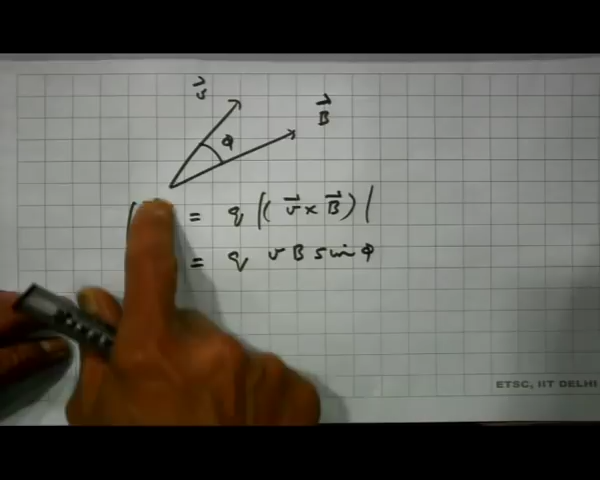 v⃗
B⃗
φ
| = q |( v⃗ × B⃗ )|
= q v B sin φ
ETSC, IIT DELHI